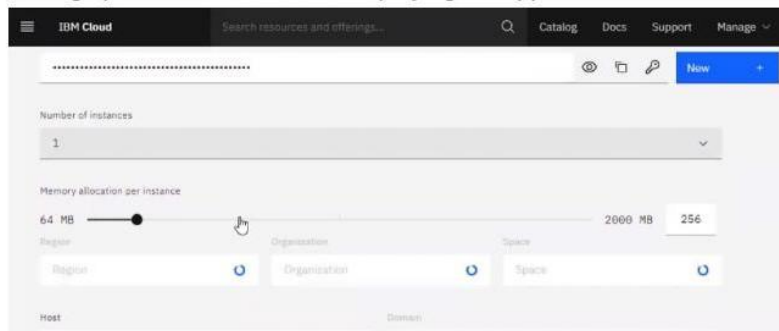 IBM Cloud Search resources and offerings... Catalog Docs Support Manage
New +
Number of instances
1
Memory allocation per instance
64 MB 2000 MB 256
Region Organization Space
Region Organization Space
Host Domain